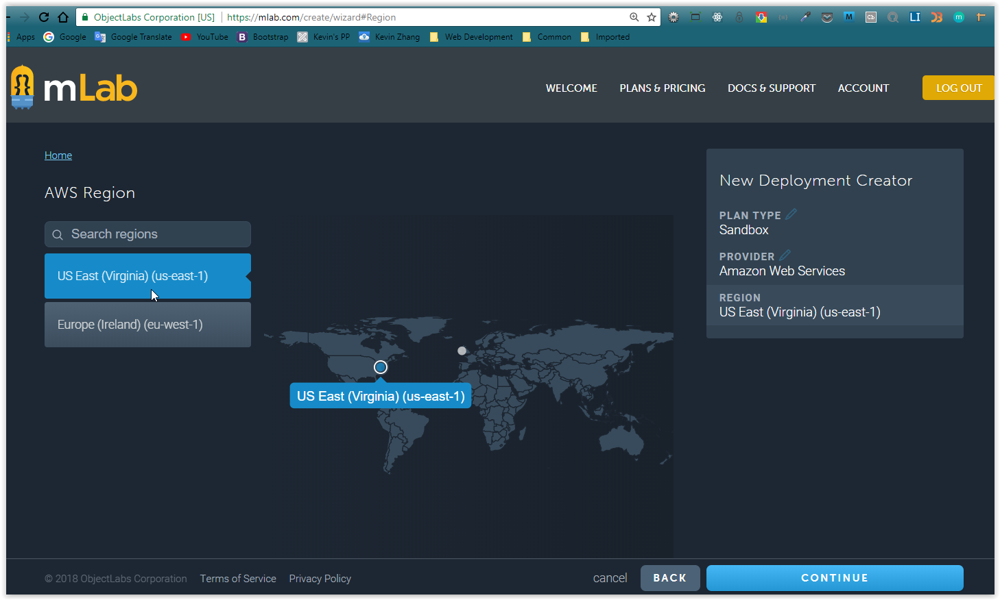 ObjectLabs Corporation [US] https://mlab.com/create/wizard#Region
Apps Google Google Translate YouTube Bootstrap Kevin's PP Kevin Zhang Web Development Common Imported
mLab
WELCOME PLANS & PRICING DOCS & SUPPORT ACCOUNT LOG OUT
Home
AWS Region
Search regions
US East (Virginia) (us-east-1)
Europe (Ireland) (eu-west-1)
US East (Virginia) (us-east-1)
New Deployment Creator
PLAN TYPE
Sandbox
PROVIDER
Amazon Web Services
REGION
US East (Virginia) (us-east-1)
© 2018 ObjectLabs Corporation Terms of Service Privacy Policy cancel BACK CONTINUE